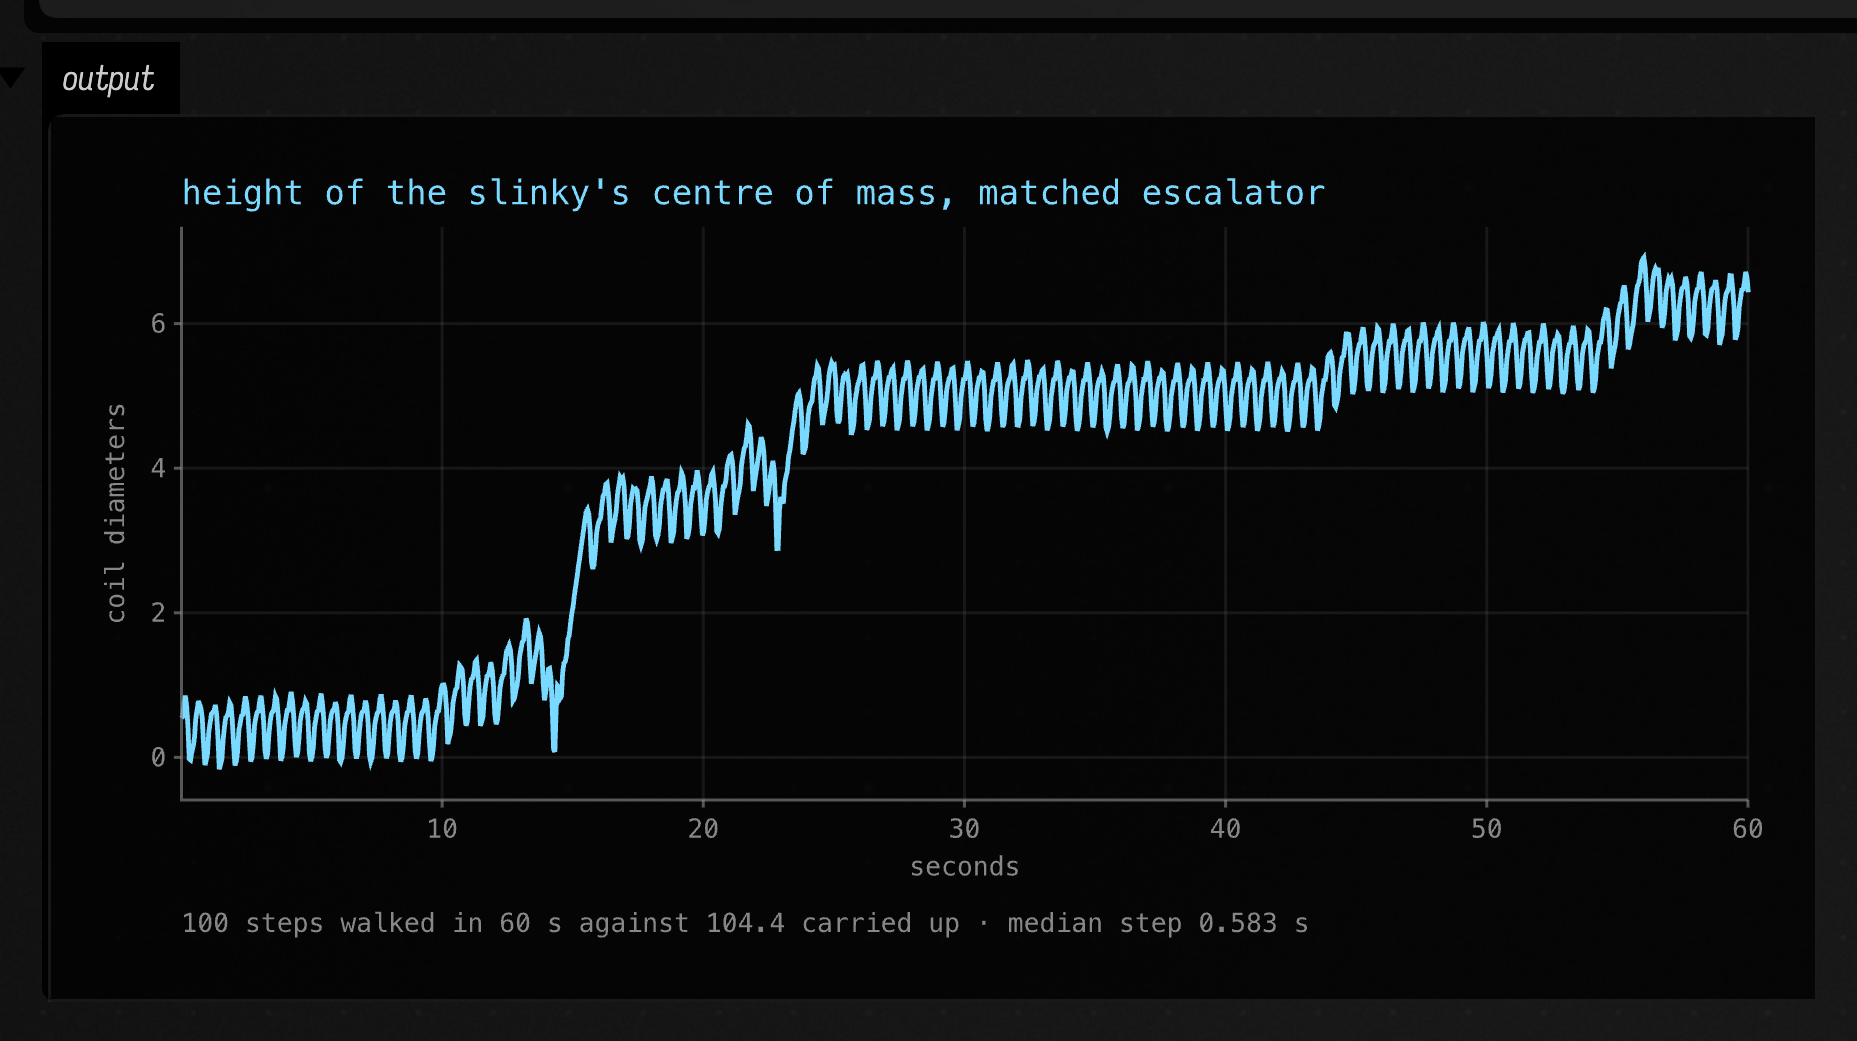 output
height of the slinky's centre of mass, matched escalator
coil diameters
6
4
2
0
10 20 30 40 50 60
seconds
100 steps walked in 60 s against 104.4 carried up · median step 0.583 s